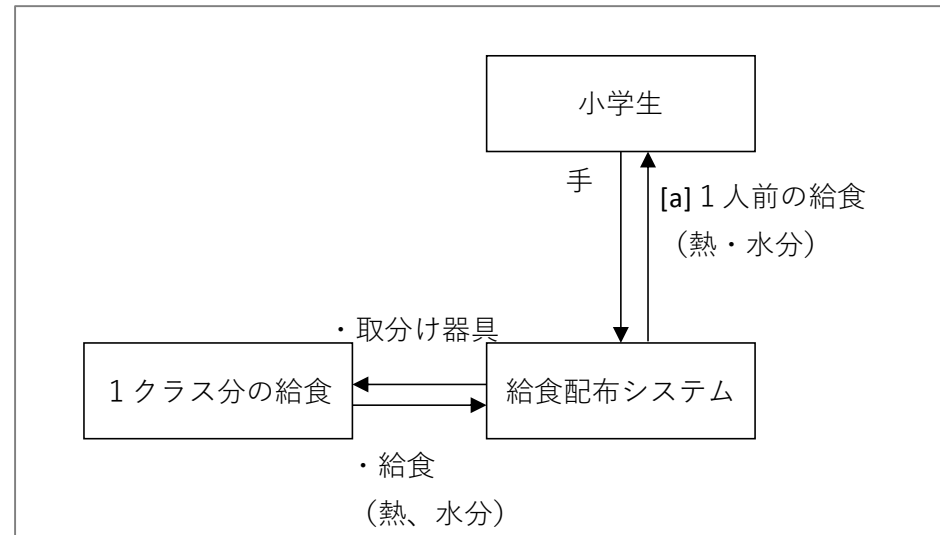 小学生
手
[a]１人前の給食
（熱・水分）
・取分け器具
１クラス分の給食
給食配布システム
・給食
（熱、水分）